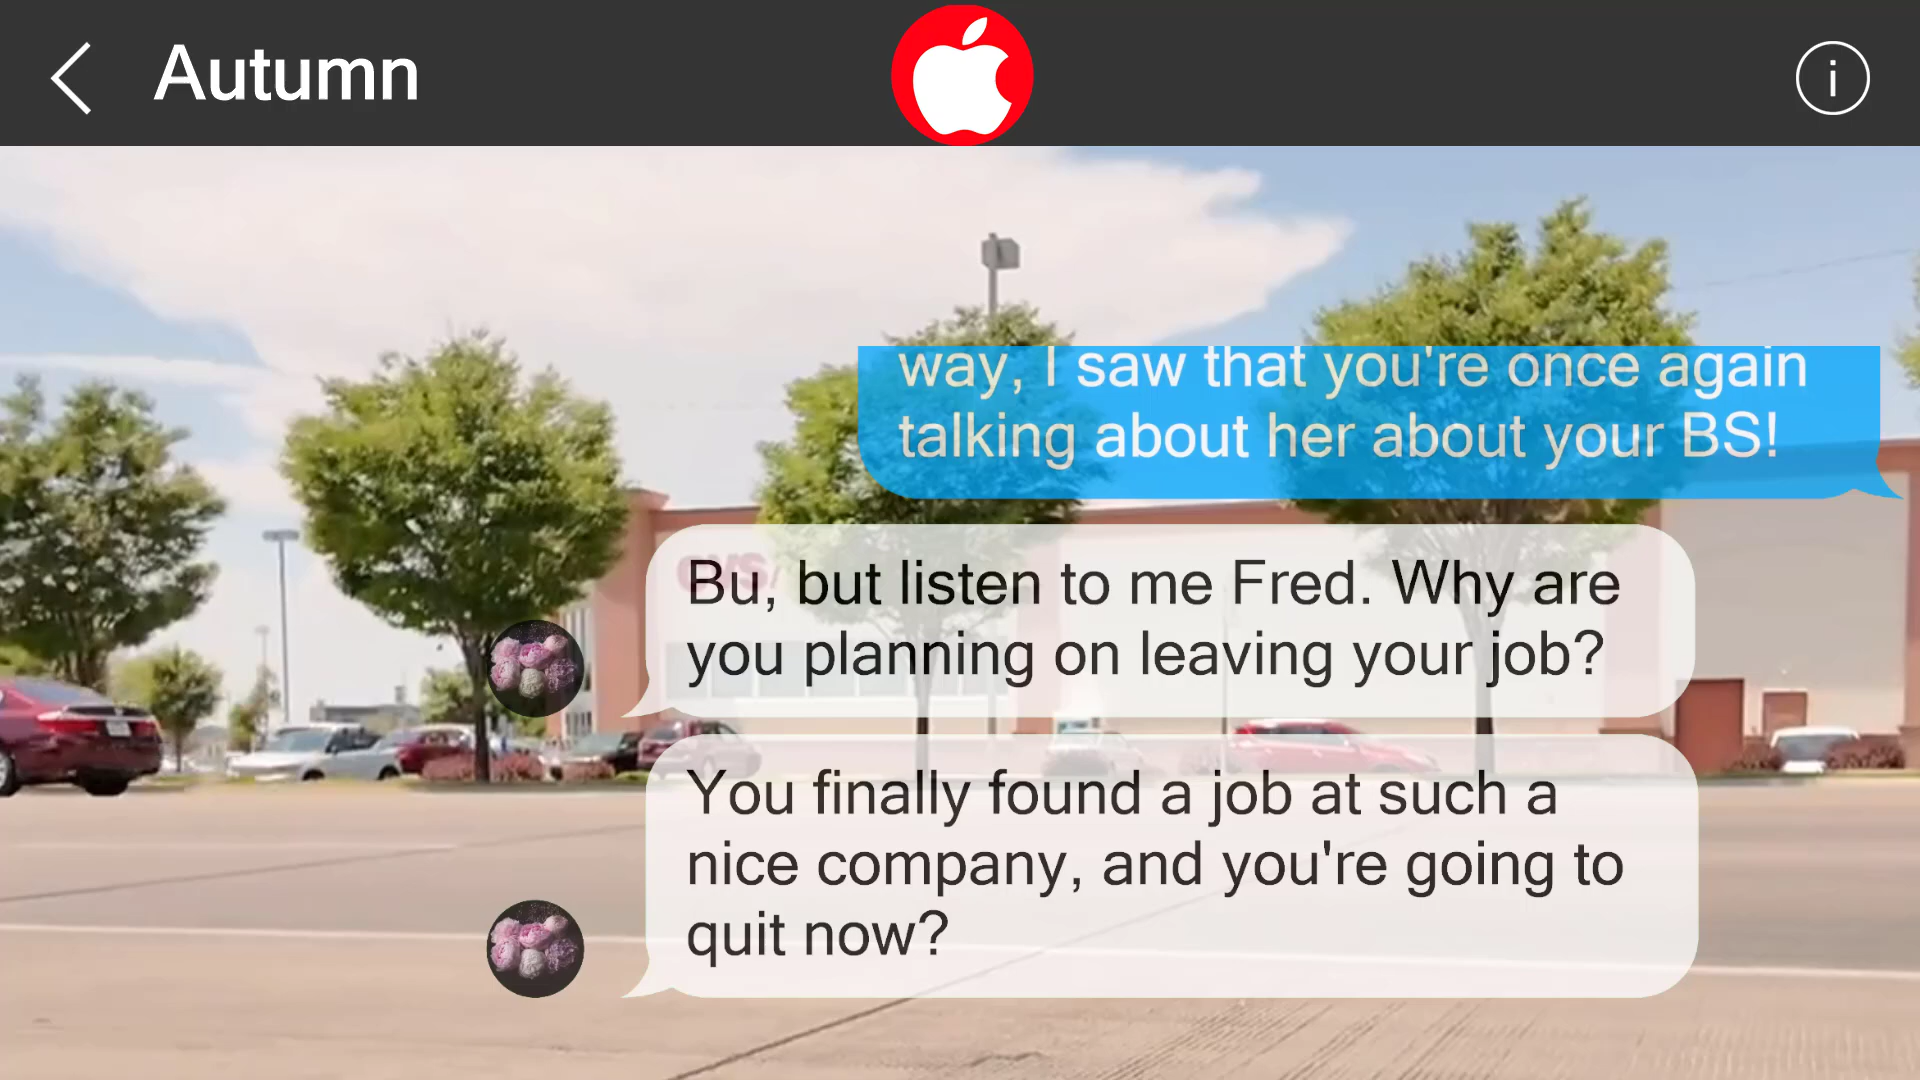 Autumn
way, I saw that you're once again
talking about her about your BS!
CVS/
Bu, but listen to me Fred. Why are
you planning on leaving your job?
You finally found a job at such a
nice company, and you're going to
quit now?